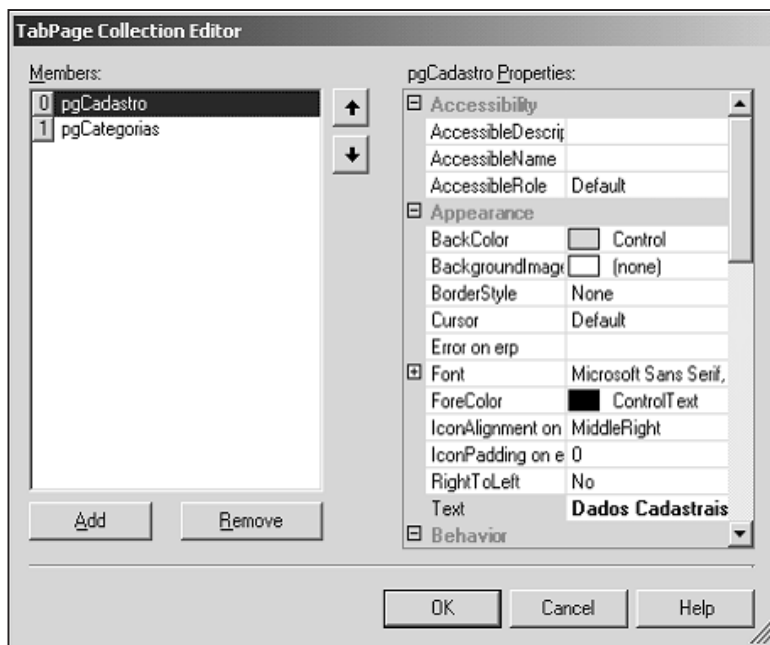 TabPage Collection Editor
Members:
0 pgCadastro
1 pgCategorias
Add
Remove
pgCadastro Properties:
Accessibility
AccessibleDescrip
AccessibleName
AccessibleRole Default
Appearance
BackColor Control
BackgroundImage (none)
BorderStyle None
Cursor Default
Error on erp
Font Microsoft Sans Serif,
ForeColor ControlText
IconAlignment on MiddleRight
IconPadding on e 0
RightToLeft No
Text Dados Cadastrais
Behavior
OK
Cancel
Help